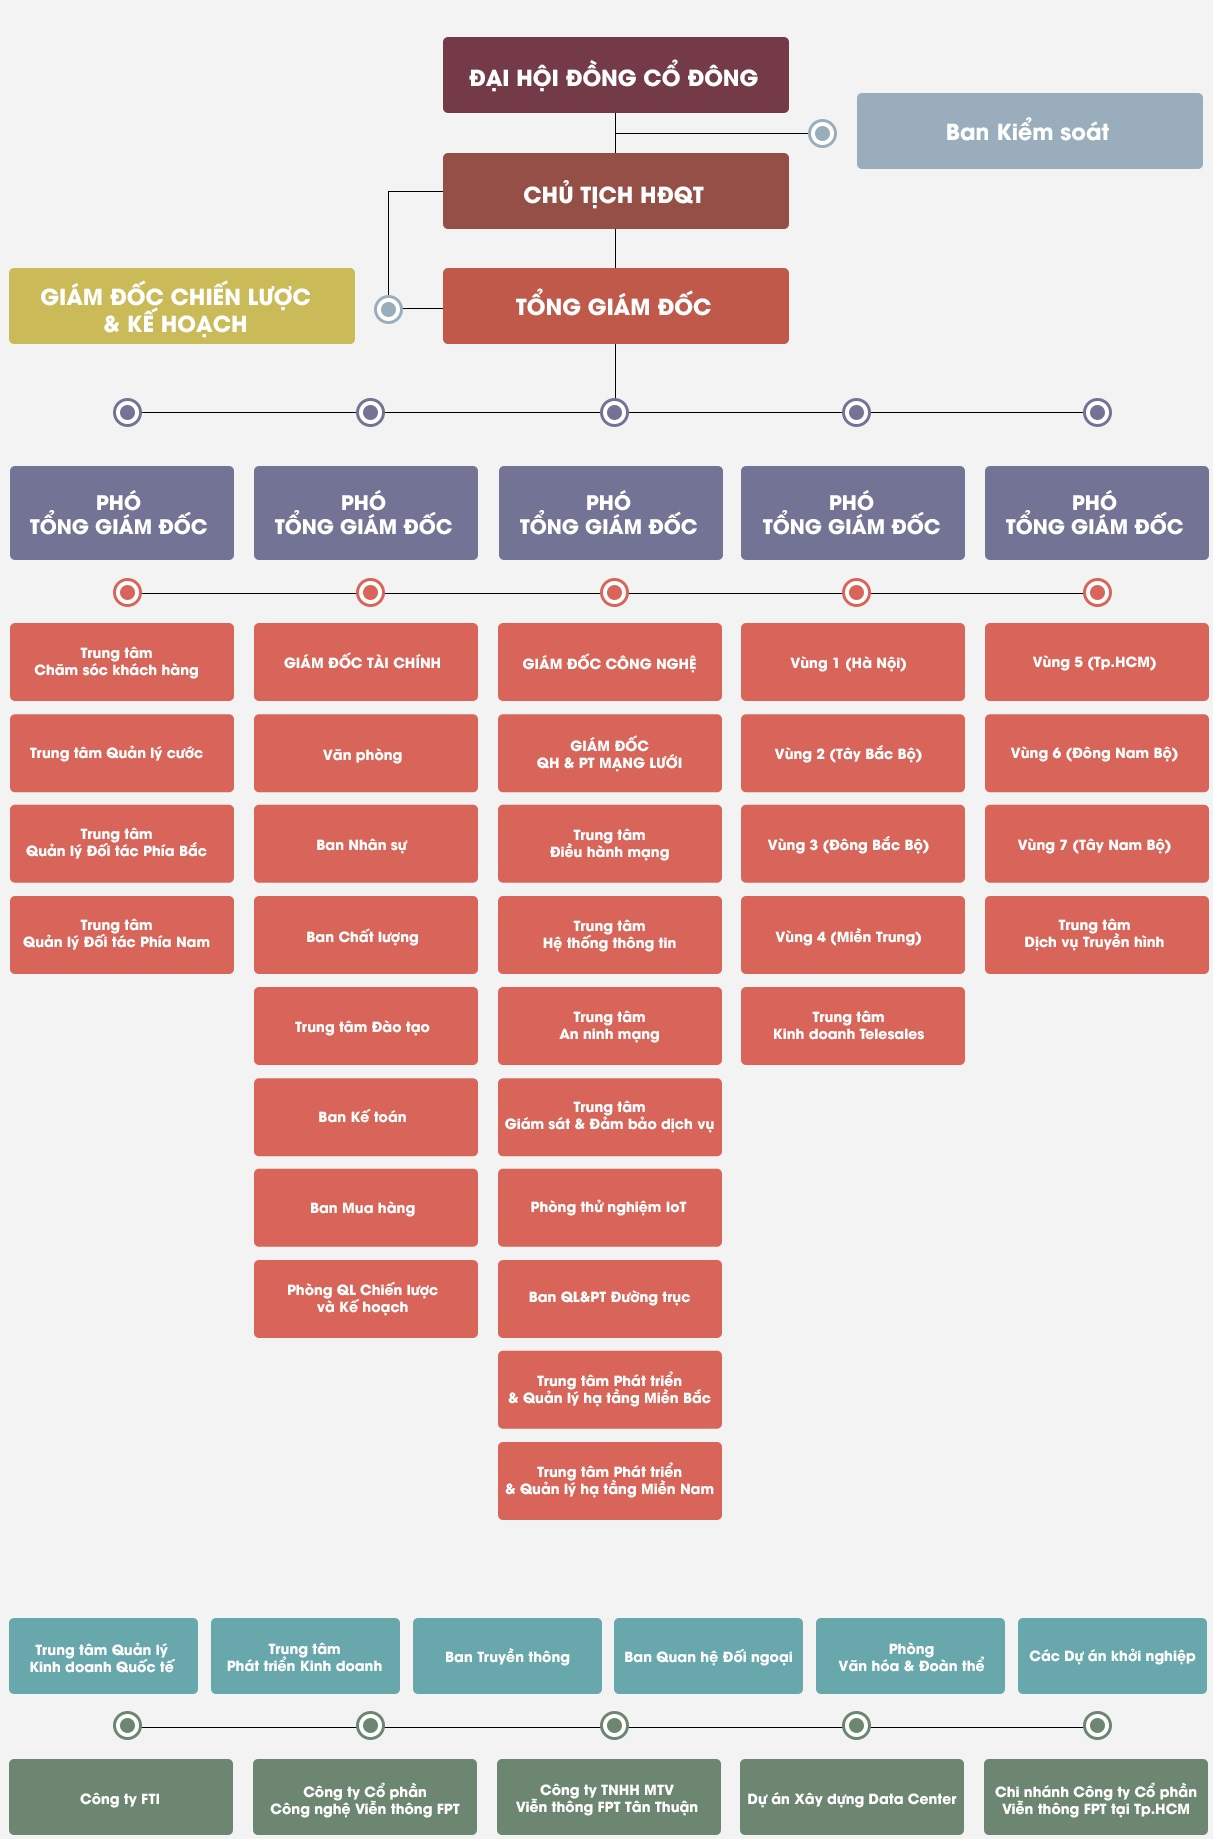 ĐẠI HỘI ĐỒNG CỔ ĐÔNG
Ban Kiểm soát
CHỦ TỊCH HĐQT
GIÁM ĐỐC CHIẾN LƯỢC
& KẾ HOẠCH
TỔNG GIÁM ĐỐC
PHÓ
TỔNG GIÁM ĐỐC
PHÓ
TỔNG GIÁM ĐỐC
PHÓ
TỔNG GIÁM ĐỐC
PHÓ
TỔNG GIÁM ĐỐC
PHÓ
TỔNG GIÁM ĐỐC
Trung tâm
Chăm sóc khách hàng
Trung tâm Quản lý cước
Trung tâm
Quản lý Đối tác Phía Bắc
Trung tâm
Quản lý Đối tác Phía Nam
GIÁM ĐỐC TÀI CHÍNH
Văn phòng
Ban Nhân sự
Ban Chất lượng
Trung tâm Đào tạo
Ban Kế toán
Ban Mua hàng
Phòng QL Chiến lược
và Kế hoạch
GIÁM ĐỐC CÔNG NGHỆ
GIÁM ĐỐC
QH & PT MẠNG LƯỚI
Trung tâm
Điều hành mạng
Trung tâm
Hệ thống thông tin
Trung tâm
An ninh mạng
Trung tâm
Giám sát & Đảm bảo dịch vụ
Phòng thử nghiệm IoT
Ban QL&PT Đường trục
Trung tâm Phát triển
& Quản lý hạ tầng Miền Bắc
Trung tâm Phát triển
& Quản lý hạ tầng Miền Nam
Vùng 1 (Hà Nội)
Vùng 2 (Tây Bắc Bộ)
Vùng 3 (Đông Bắc Bộ)
Vùng 4 (Miền Trung)
Trung tâm
Kinh doanh Telesales
Vùng 5 (Tp.HCM)
Vùng 6 (Đông Nam Bộ)
Vùng 7 (Tây Nam Bộ)
Trung tâm
Dịch vụ Truyền hình
Trung tâm Quản lý
Kinh doanh Quốc tế
Trung tâm
Phát triển Kinh doanh
Ban Truyền thông
Ban Quan hệ Đối ngoại
Phòng
Văn hóa & Đoàn thể
Các Dự án khởi nghiệp
Công ty FTI
Công ty Cổ phần
Công nghệ Viễn thông FPT
Công ty TNHH MTV
Viễn thông FPT Tân Thuận
Dự án Xây dựng Data Center
Chi nhánh Công ty Cổ phần
Viễn thông FPT tại Tp.HCM